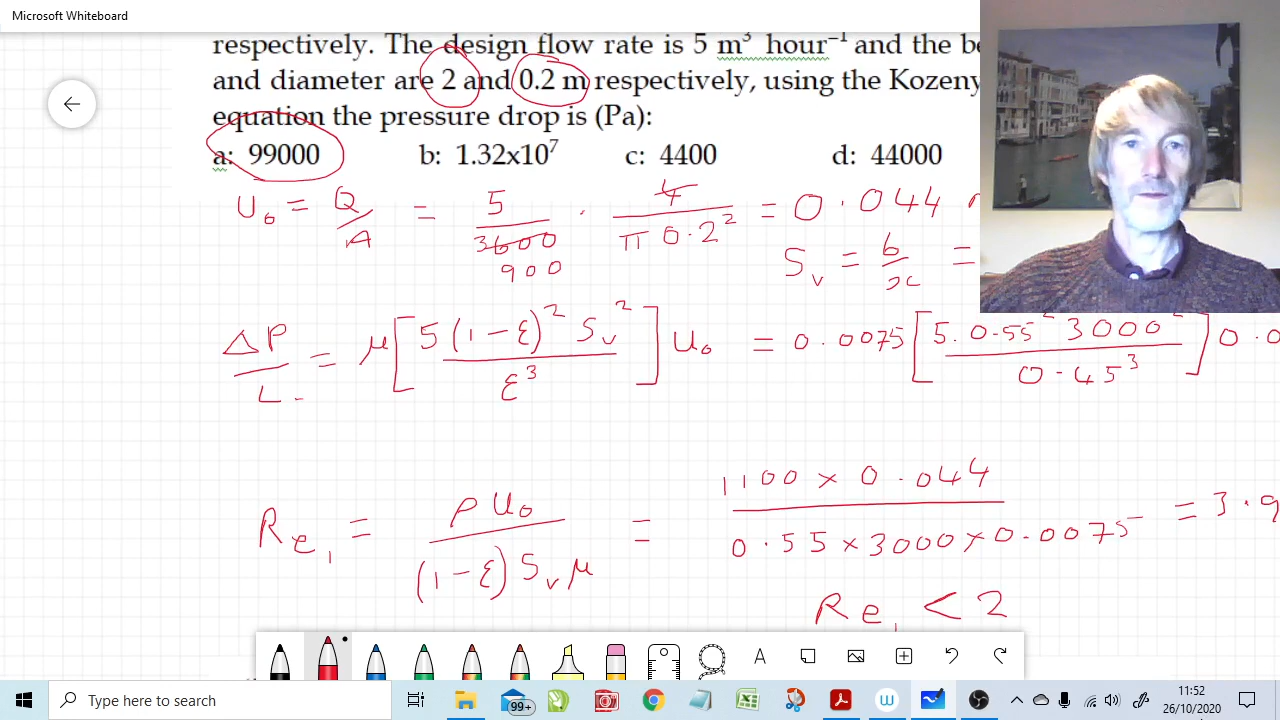 Microsoft Whiteboard
respectively. The design flow rate is 5 m³ hour⁻¹ and the be
and diameter are 2 and 0.2 m respectively, using the Kozeny
equation the pressure drop is (Pa):
a: 99000 b: 1.32x10⁷ c: 4400 d: 44000
U₀ = Q/A = 5/3600 900 · 4/π 0.2² = 0.044
Sᵥ = 6/x =
ΔP/L = μ[5(1-ε)² Sᵥ²/ε³] U₀ = 0.0075 [5.0.55² 3000²/0.45³] 0.0
Re₁ = ρ U₀/(1-ε) Sᵥ μ = 1100 × 0.044/0.55 × 3000 × 0.0075 = 3.9
Re₁ < 2
A
Type here to search
99+
11:52
26/10/2020